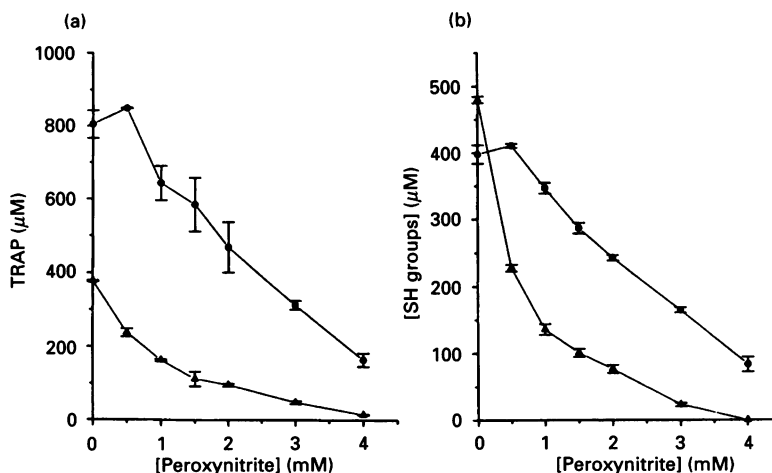 (a)
TRAP (μM)
800
600
400
200
0
0 1 2 3 4
[Peroxynitrite] (mM)
(b)
[SH groups] (μM)
500
400
300
200
100
0
0 1 2 3 4
[Peroxynitrite] (mM)